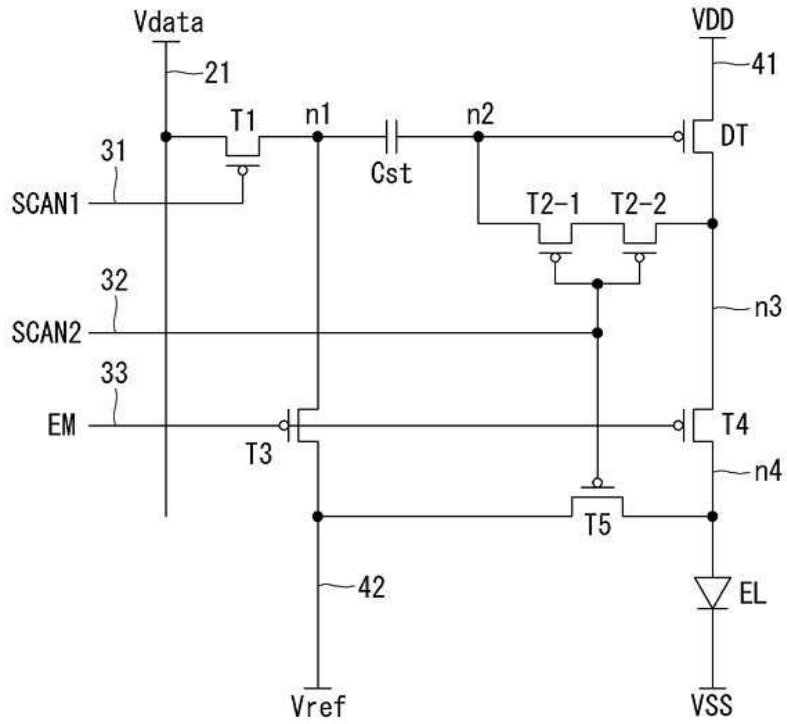 Vdata
VDD
21
41
T1
n1
n2
DT
Cst
31
SCAN1
T2-1
T2-2
32
SCAN2
n3
33
EM
T3
T4
n4
T5
42
EL
Vref
VSS